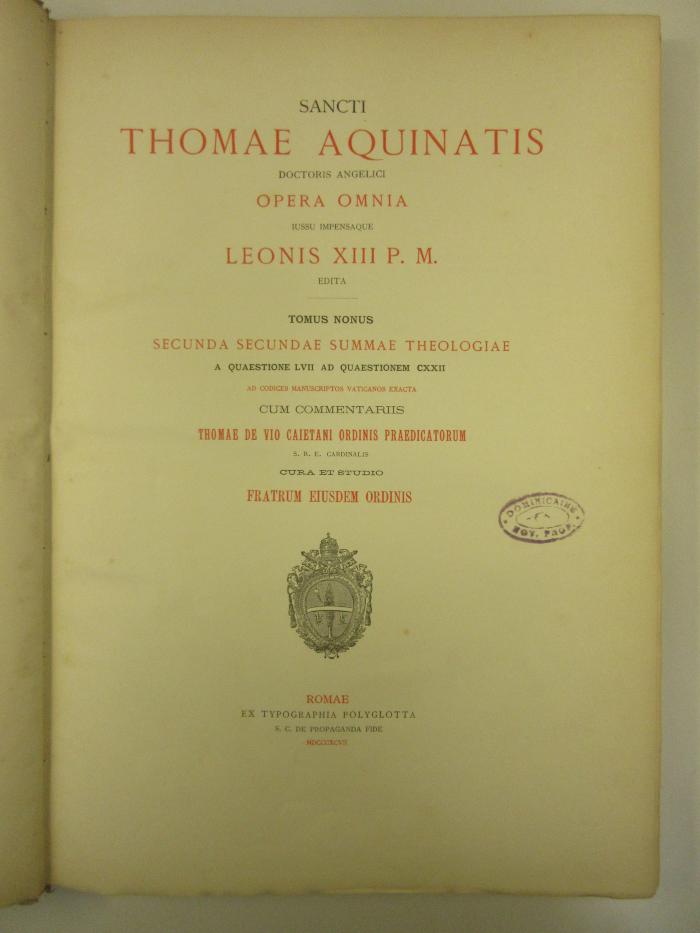 SANCTI
THOMAE AQUINATIS
DOCTORIS ANGELICI
OPERA OMNIA
IUSSU IMPENSAQUE
LEONIS XIII P. M.
EDITA
TOMUS NONUS
SECUNDA SECUNDAE SUMMAE THEOLOGIAE
A QUAESTIONE LVII AD QUAESTIONEM CXXII
AD CODICES MANUSCRIPTOS VATICANOS EXACTA
CUM COMMENTARIIS
THOMAE DE VIO CAIETANI ORDINIS PRAEDICATORUM
S. R. E. CARDINALIS
CURA ET STUDIO
FRATRUM EIUSDEM ORDINIS
DOMINICAINS
ROMAE
EX TYPOGRAPHIA POLYGLOTTA
S. C. DE PROPAGANDA FIDE
MDCCCXCVII